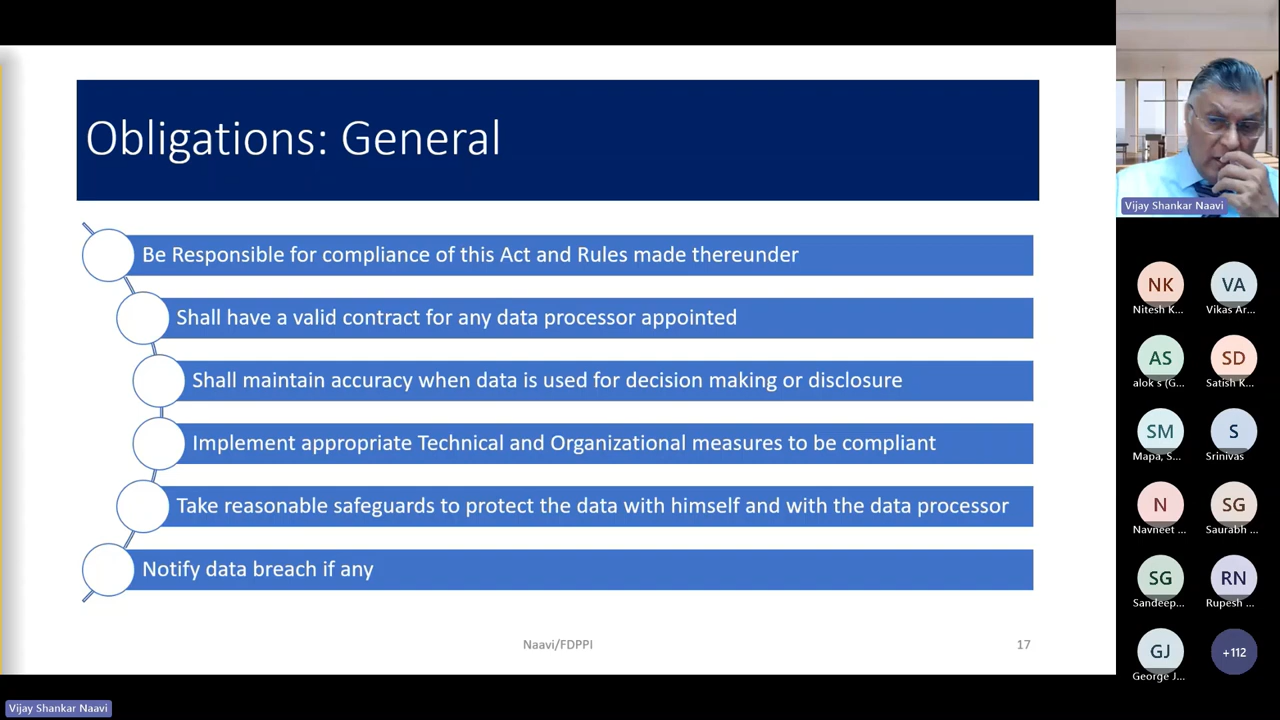 Obligations: General
Be Responsible for compliance of this Act and Rules made thereunder
Shall have a valid contract for any data processor appointed
Shall maintain accuracy when data is used for decision making or disclosure
Implement appropriate Technical and Organizational measures to be compliant
Take reasonable safeguards to protect the data with himself and with the data processor
Notify data breach if any
Naavi/FDPPI
17
Vijay Shankar Naavi
NK
VA
Nitesh K...
Vikas Ar...
AS
SD
alok s (G...
Satish K...
SM
S
Mapa, S...
Srinivas
N
SG
Navneet ...
Saurabh ...
SG
RN
Sandeep...
Rupesh ...
GJ
+112
George J...
Vijay Shankar Naavi